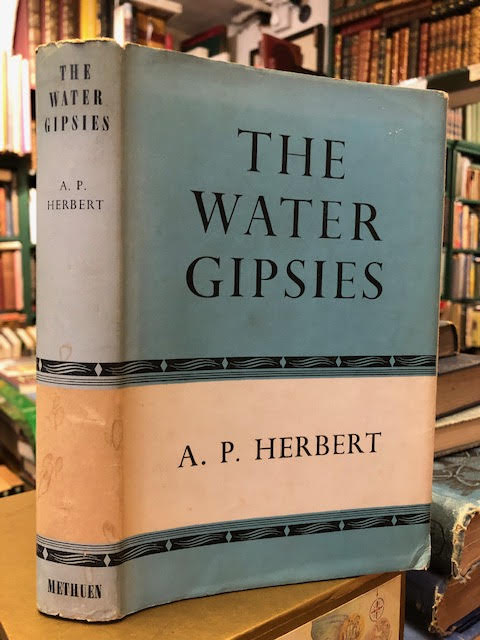 THE
WATER
GIPSIES
A. P.
HERBERT
METHUEN
THE
WATER
GIPSIES
A. P. HERBERT